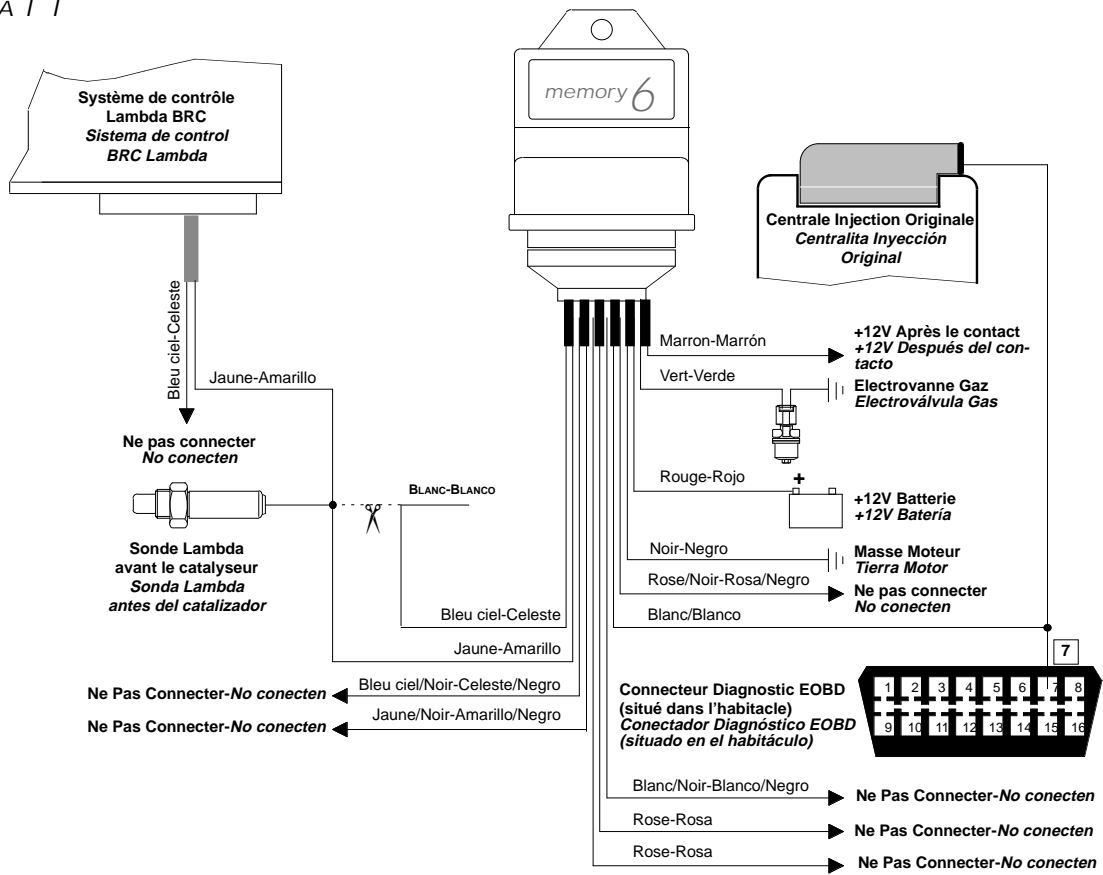 Système de contrôle
Lambda BRC
Sistema de control
BRC Lambda
memory 6
Centrale Injection Originale
Centralita Inyección
Original
Bleu ciel-Celeste
Jaune-Amarillo
Ne pas connecter
No conecten
Marron-Marrón
+12V Après le contact
+12V Después del con-
tacto
Vert-Verde
Electrovanne Gaz
Electroválvula Gas
Rouge-Rojo
+
+12V Batterie
+12V Batería
BLANC-BLANCO
Sonde Lambda
avant le catalyseur
Sonda Lambda
antes del catalizador
Noir-Negro
Masse Moteur
Tierra Motor
Rose/Noir-Rosa/Negro
Ne pas connecter
No conecten
Bleu ciel-Celeste
Blanc/Blanco
Jaune-Amarillo
7
Ne Pas Connecter-No conecten
Bleu ciel/Noir-Celeste/Negro
Ne Pas Connecter-No conecten
Jaune/Noir-Amarillo/Negro
Connecteur Diagnostic EOBD
(situé dans l'habitacle)
Conectador Diagnóstico EOBD
(situado en el habitáculo)
1 2 3 4 5 6 7 8
9 10 11 12 13 14 15 16
Blanc/Noir-Blanco/Negro
Ne Pas Connecter-No conecten
Rose-Rosa
Ne Pas Connecter-No conecten
Rose-Rosa
Ne Pas Connecter-No conecten